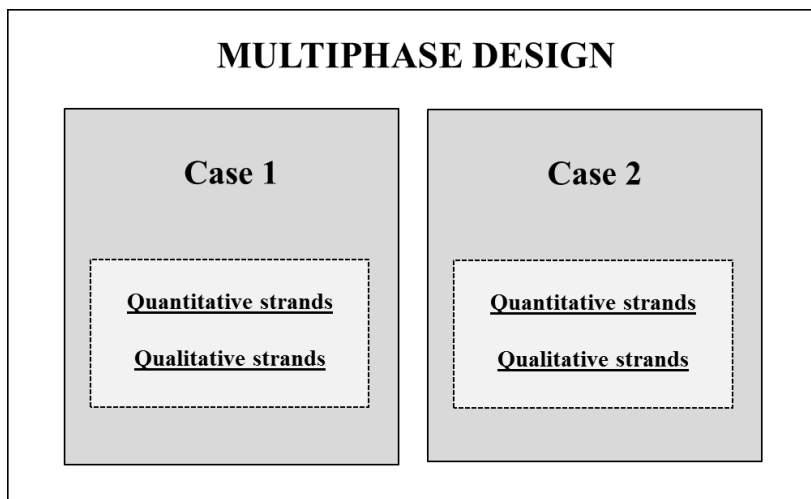 MULTIPHASE DESIGN
Case 1
Quantitative strands
Qualitative strands
Case 2
Quantitative strands
Qualitative strands